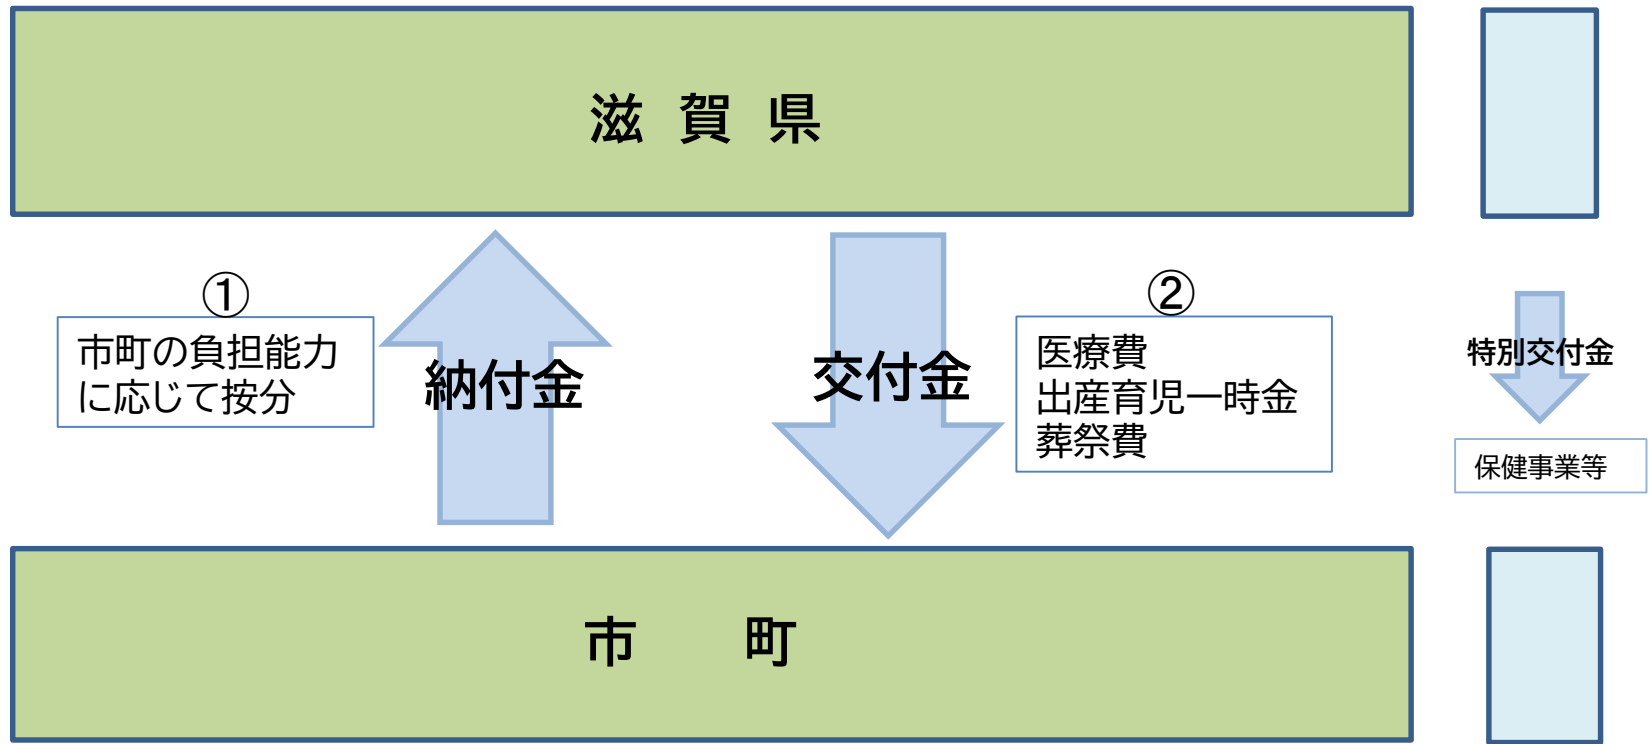 滋 賀 県
①
市町の負担能力
に応じて按分
納付金
交付金
②
医療費
出産育児一時金
葬祭費
特別交付金
保健事業等
市 町